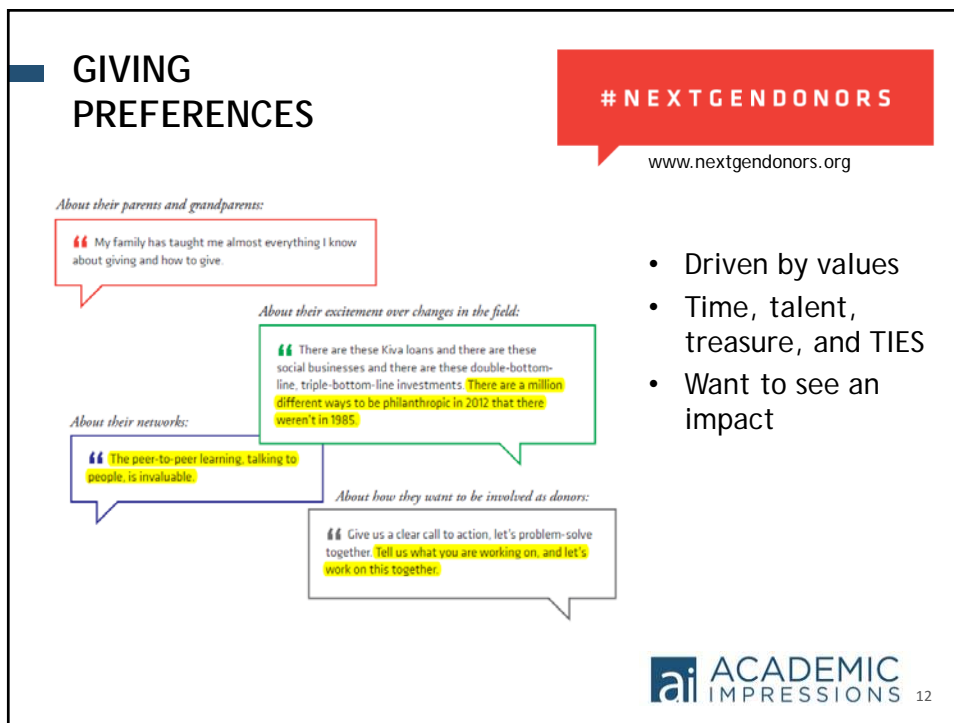 GIVING
PREFERENCES
#NEXTGENDONORS
www.nextgendonors.org
About their parents and grandparents:
“ My family has taught me almost everything I know
about giving and how to give.
About their excitement over changes in the field:
“ There are these Kiva loans and there are these
social businesses and there are these double-bottom-
line, triple-bottom-line investments. There are a million
different ways to be philanthropic in 2012 that there
weren't in 1985.
About their networks:
“ The peer-to-peer learning, talking to
people, is invaluable.
About how they want to be involved as donors:
“ Give us a clear call to action, let's problem-solve
together. Tell us what you are working on, and let's
work on this together.
• Driven by values
• Time, talent,
treasure, and TIES
• Want to see an
impact
ai ACADEMIC
IMPRESSIONS
12